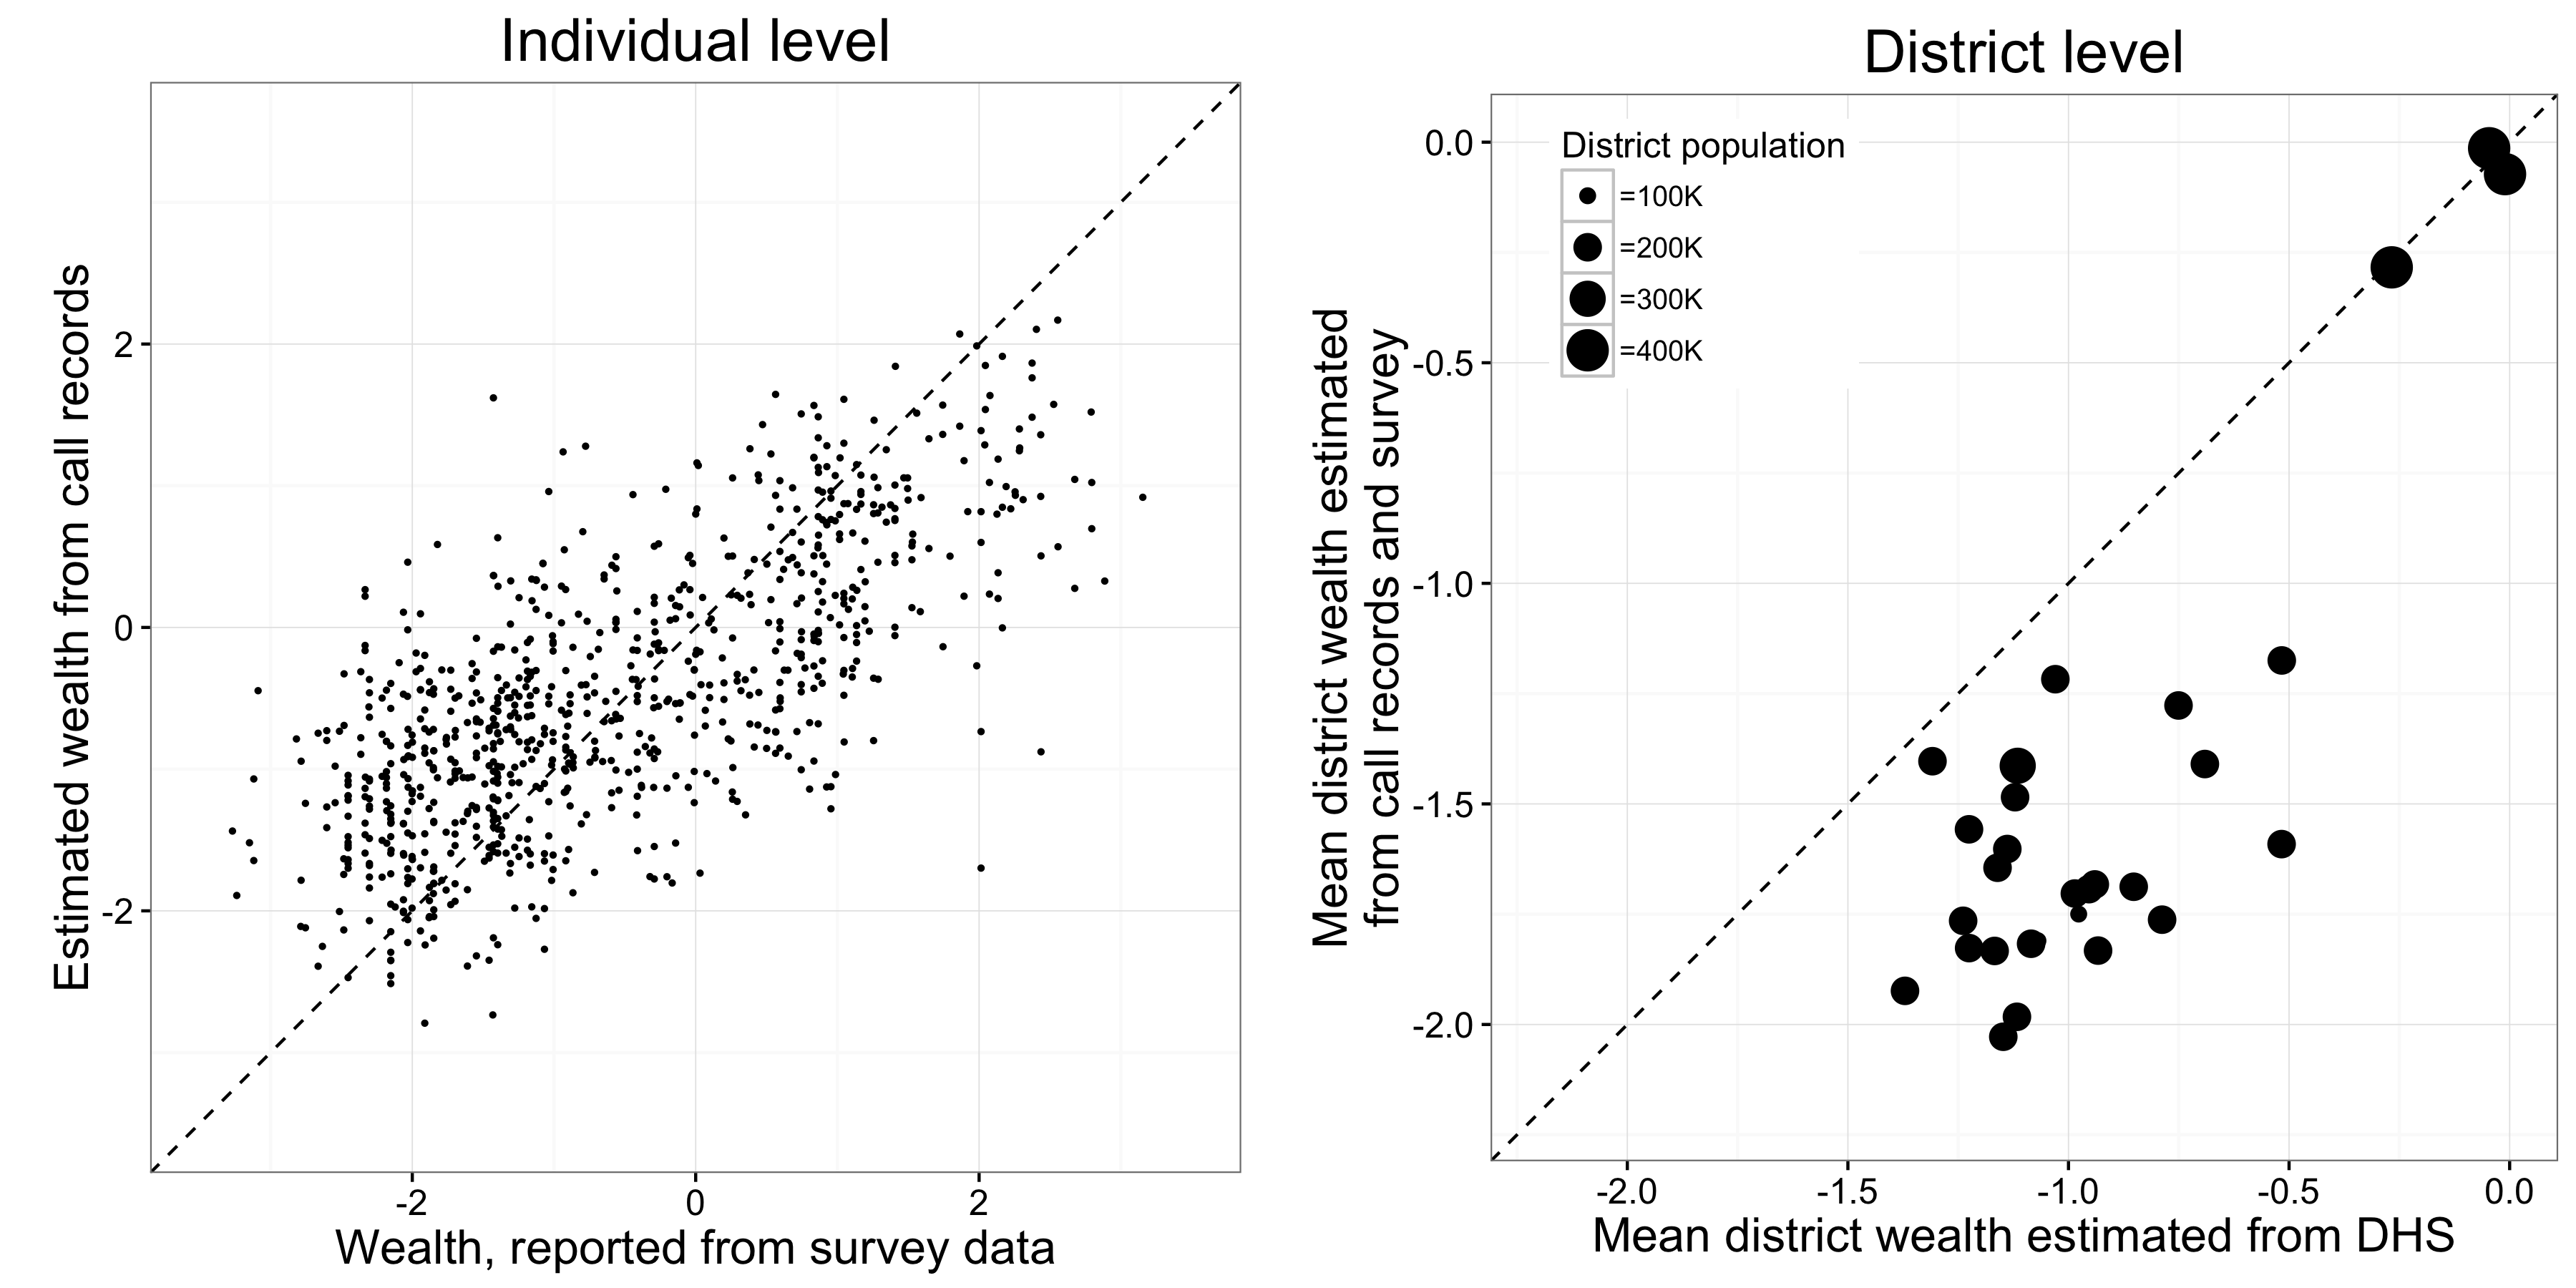 Individual level
Estimated wealth from call records
2
0
-2
-2
0
2
Wealth, reported from survey data
District level
Mean district wealth estimated
from call records and survey
0.0
-0.5
-1.0
-1.5
-2.0
District population
=100K
=200K
=300K
=400K
-2.0
-1.5
-1.0
-0.5
0.0
Mean district wealth estimated from DHS